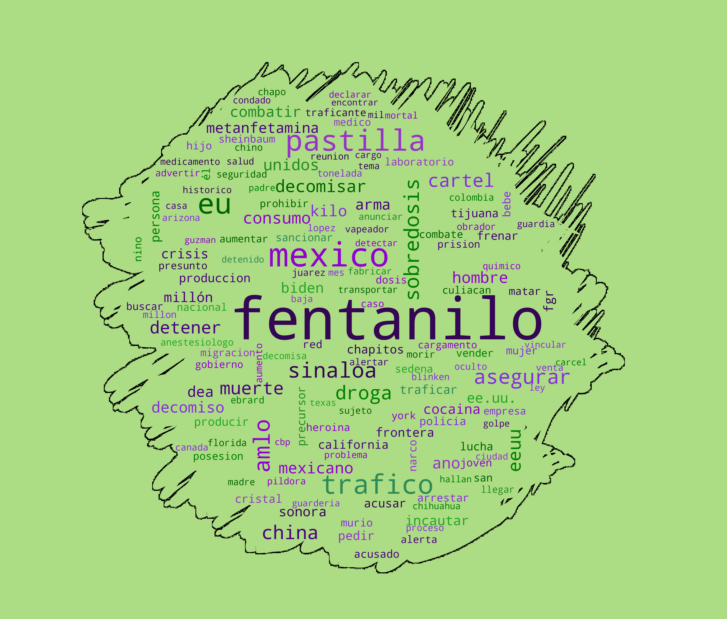 chapo
condado declarar
encontrar
combatir traficante mil mortal
metanfetamina medico
hijo sheinbaum pastilla
chino unidos reunion cargo
medicamento salud tema laboratorio
advertir él seguridad tonelada cartel
historico padre decomisar
persona casa eu prohibir arma sobredosis colombia bebe
arizona consumo kilo anunciar tijuana guardia
lopez vapeador obrador
nino guzman aumentar sancionar detectar combate frenar
prision
crisis detenido mexico
presunto juarez mes fabricar quimico
produccion dosis hombre
biden transportar culiacan matar
millón baja caso fgr
buscar nacional
millon fentanilo
detener
anestesiologo red cargamento vincular
migracion aumento decomisa chapitos morir vender mujer
gobierno alertar oculto carcel
sinaloa sedena venta
blinken asegurar
dea muerte droga traficar ley
ebrard ee.uu.
decomiso precursor texas sujeto york cocaina empresa
producir heroina policia golpe
amlo frontera eeuu
florida cbp california lucha
canada posesion problema narco ciudad
mexicano ano joven
madre pildora hallan san
trafico llegar
cristal guarderia arrestar
sonora acusar chihuahua
murio incautar
china proceso
pedir alerta
acusado